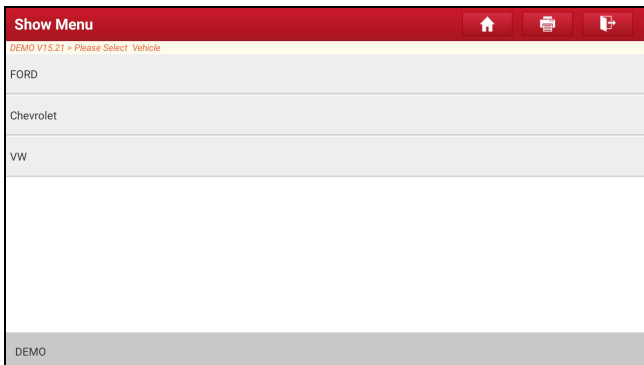 Show Menu
DEMO V15.21 > Please Select Vehicle
FORD
Chevrolet
VW
DEMO